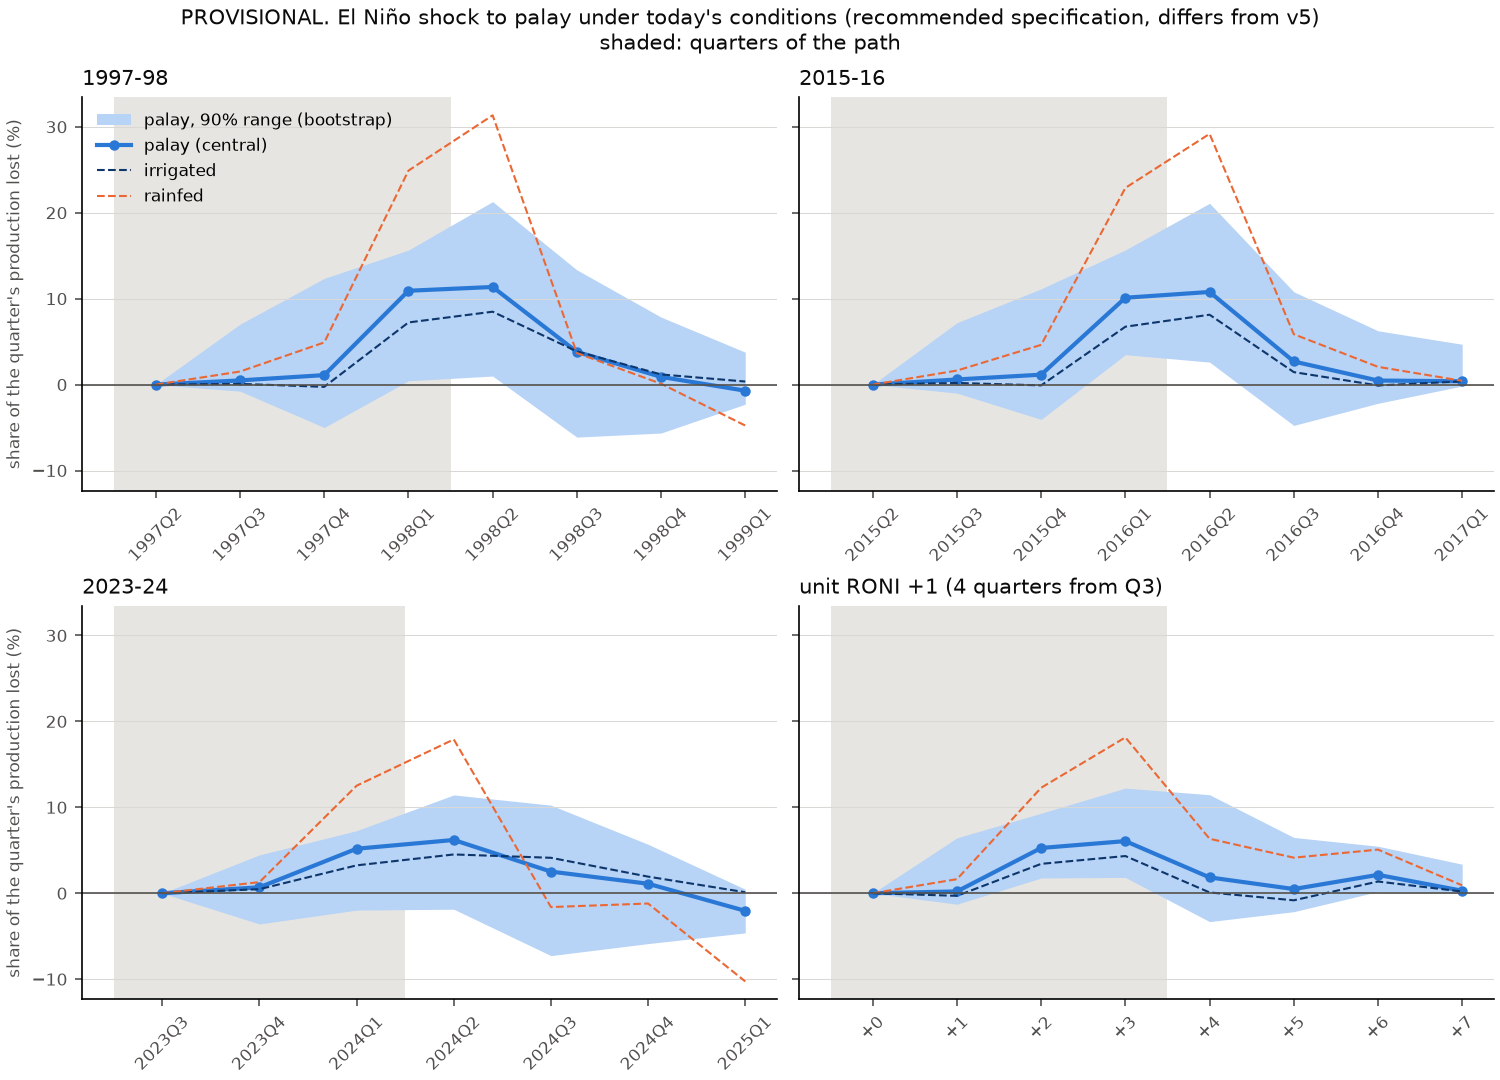 PROVISIONAL. El Niño shock to palay under today's conditions (recommended specification, differs from v5)
shaded: quarters of the path
1997-98
share of the quarter's production lost (%)
30
20
10
0
−10
palay, 90% range (bootstrap)
palay (central)
irrigated
rainfed
1997Q2
1997Q3
1997Q4
1998Q1
1998Q2
1998Q3
1998Q4
1999Q1
2015-16
2015Q2
2015Q3
2015Q4
2016Q1
2016Q2
2016Q3
2016Q4
2017Q1
2023-24
share of the quarter's production lost (%)
30
20
10
0
−10
2023Q3
2023Q4
2024Q1
2024Q2
2024Q3
2024Q4
2025Q1
unit RONI +1 (4 quarters from Q3)
+0
+1
+2
+3
+4
+5
+6
+7